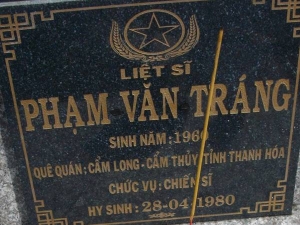 LIỆT SĨ
PHẠM VĂN TRÁNG
SINH NĂM : 1960
QUÊ QUÁN : CẨM LONG - CẨM THỦY TỈNH THANH HÓA
CHỨC VỤ : CHIẾN SĨ
HY SINH : 28-04-1980